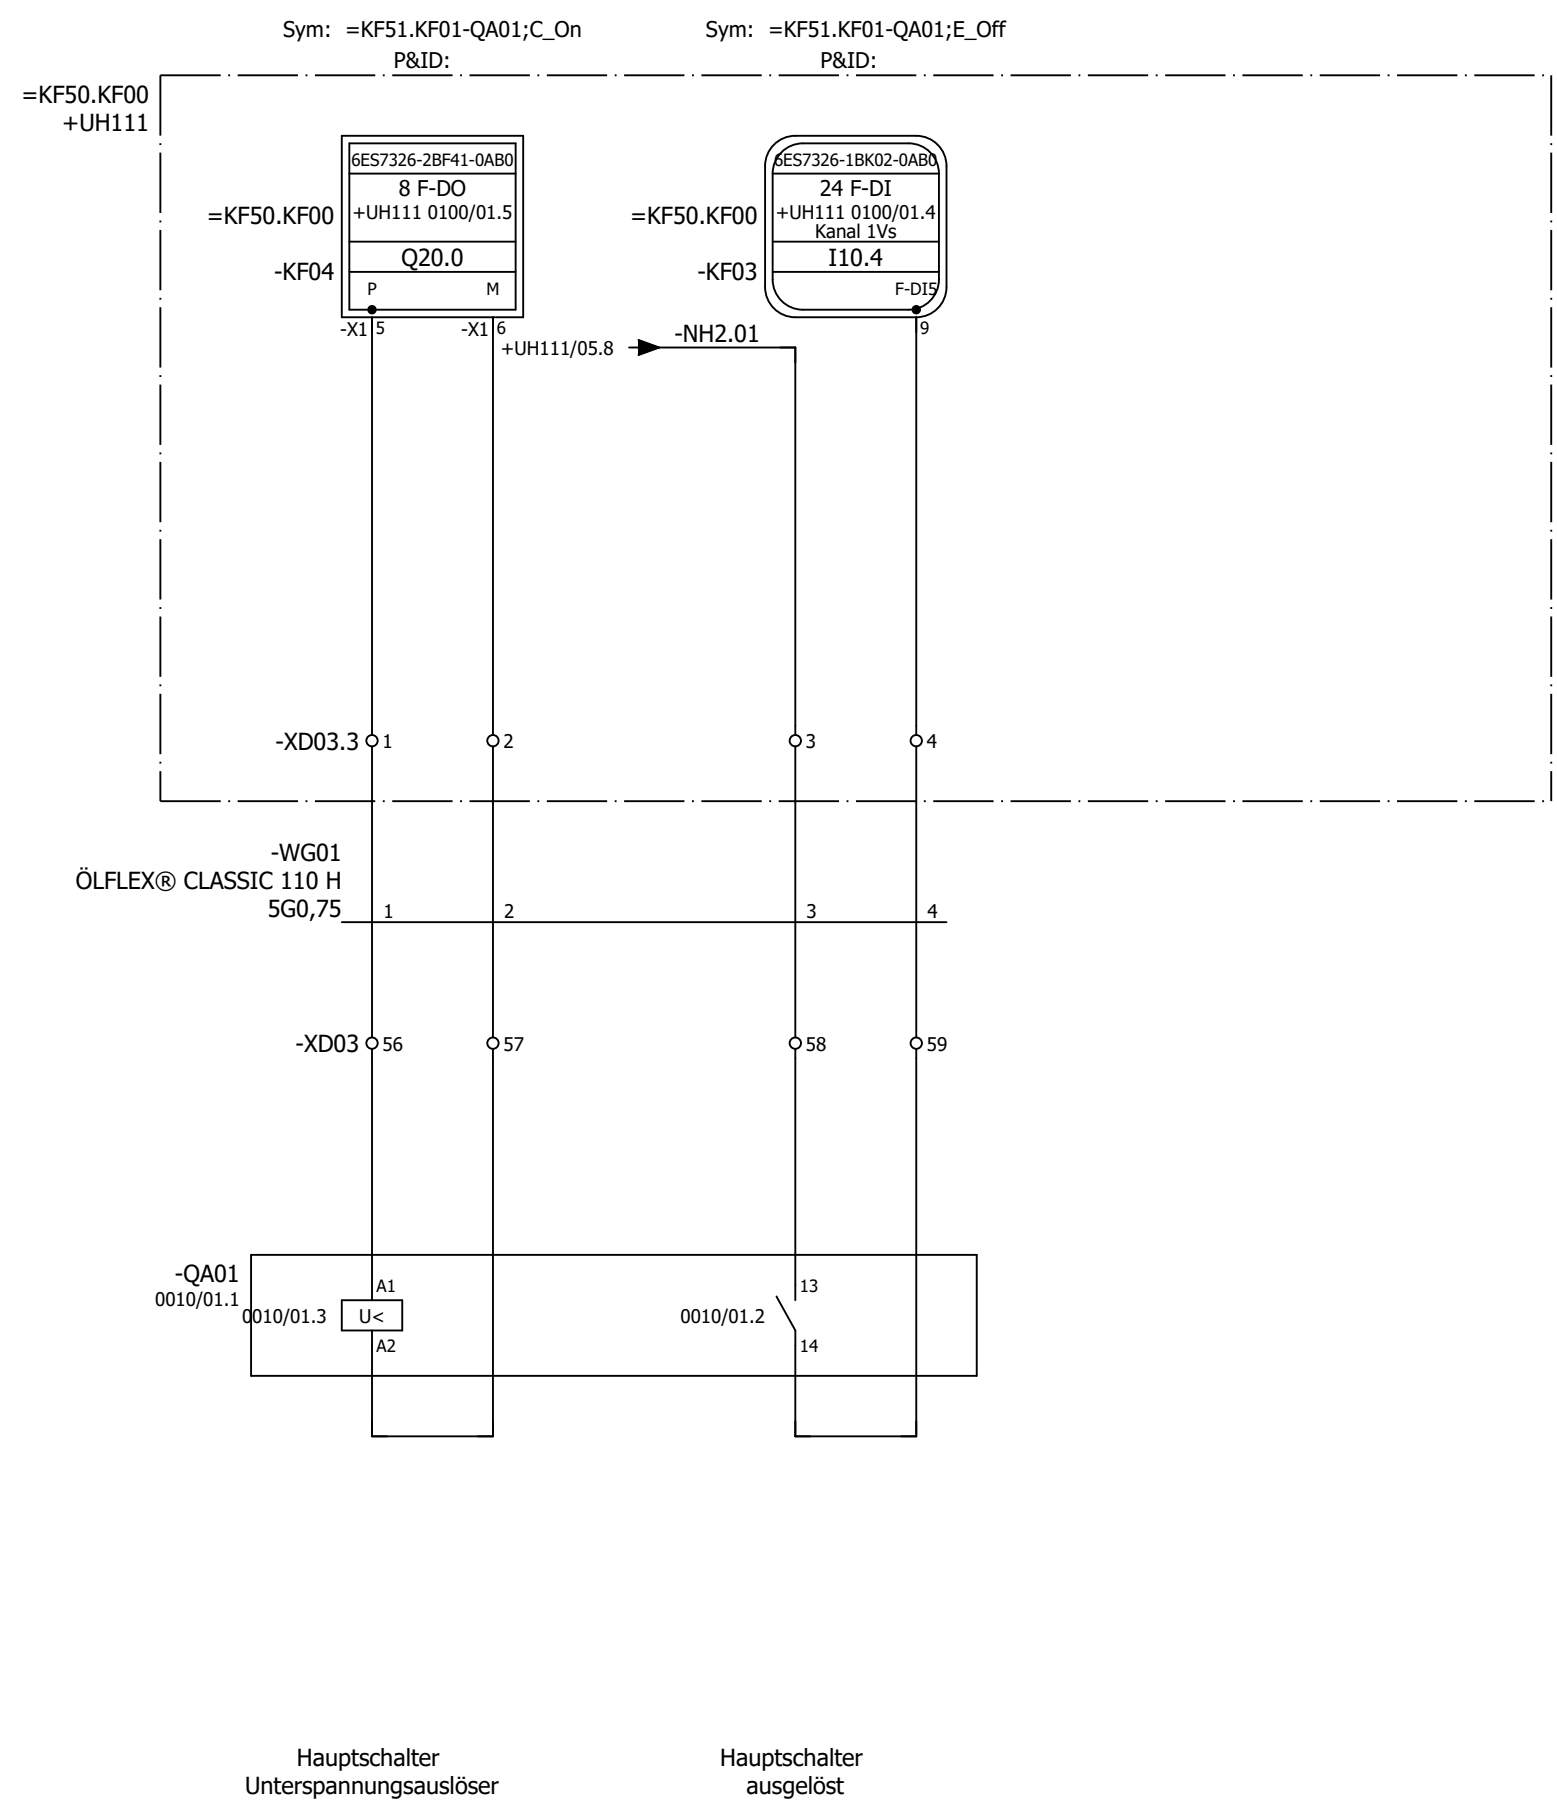 Sym: =KF51.KF01-QA01;C_On
Sym: =KF51.KF01-QA01;E_Off
P&ID:
P&ID:
=KF50.KF00
+UH111
6ES7326-2BF41-0AB0
8 F-DO
+UH111 0100/01.5
=KF50.KF00
Q20.0
-KF04
P
M
-X1 5
-X1 6
6ES7326-1BK02-0AB0
24 F-DI
+UH111 0100/01.4
Kanal 1Vs
=KF50.KF00
I10.4
-KF03
F-DI5
9
+UH111/05.8
-NH2.01
-XD03.3 1 2 3 4
-WG01
ÖLFLEX® CLASSIC 110 H
5G0,75 1 2 3 4
-XD03 56 57 58 59
-QA01
0010/01.1
A1
0010/01.3 U<
A2
13
0010/01.2
14
Hauptschalter
Unterspannungsauslöser
Hauptschalter
ausgelöst